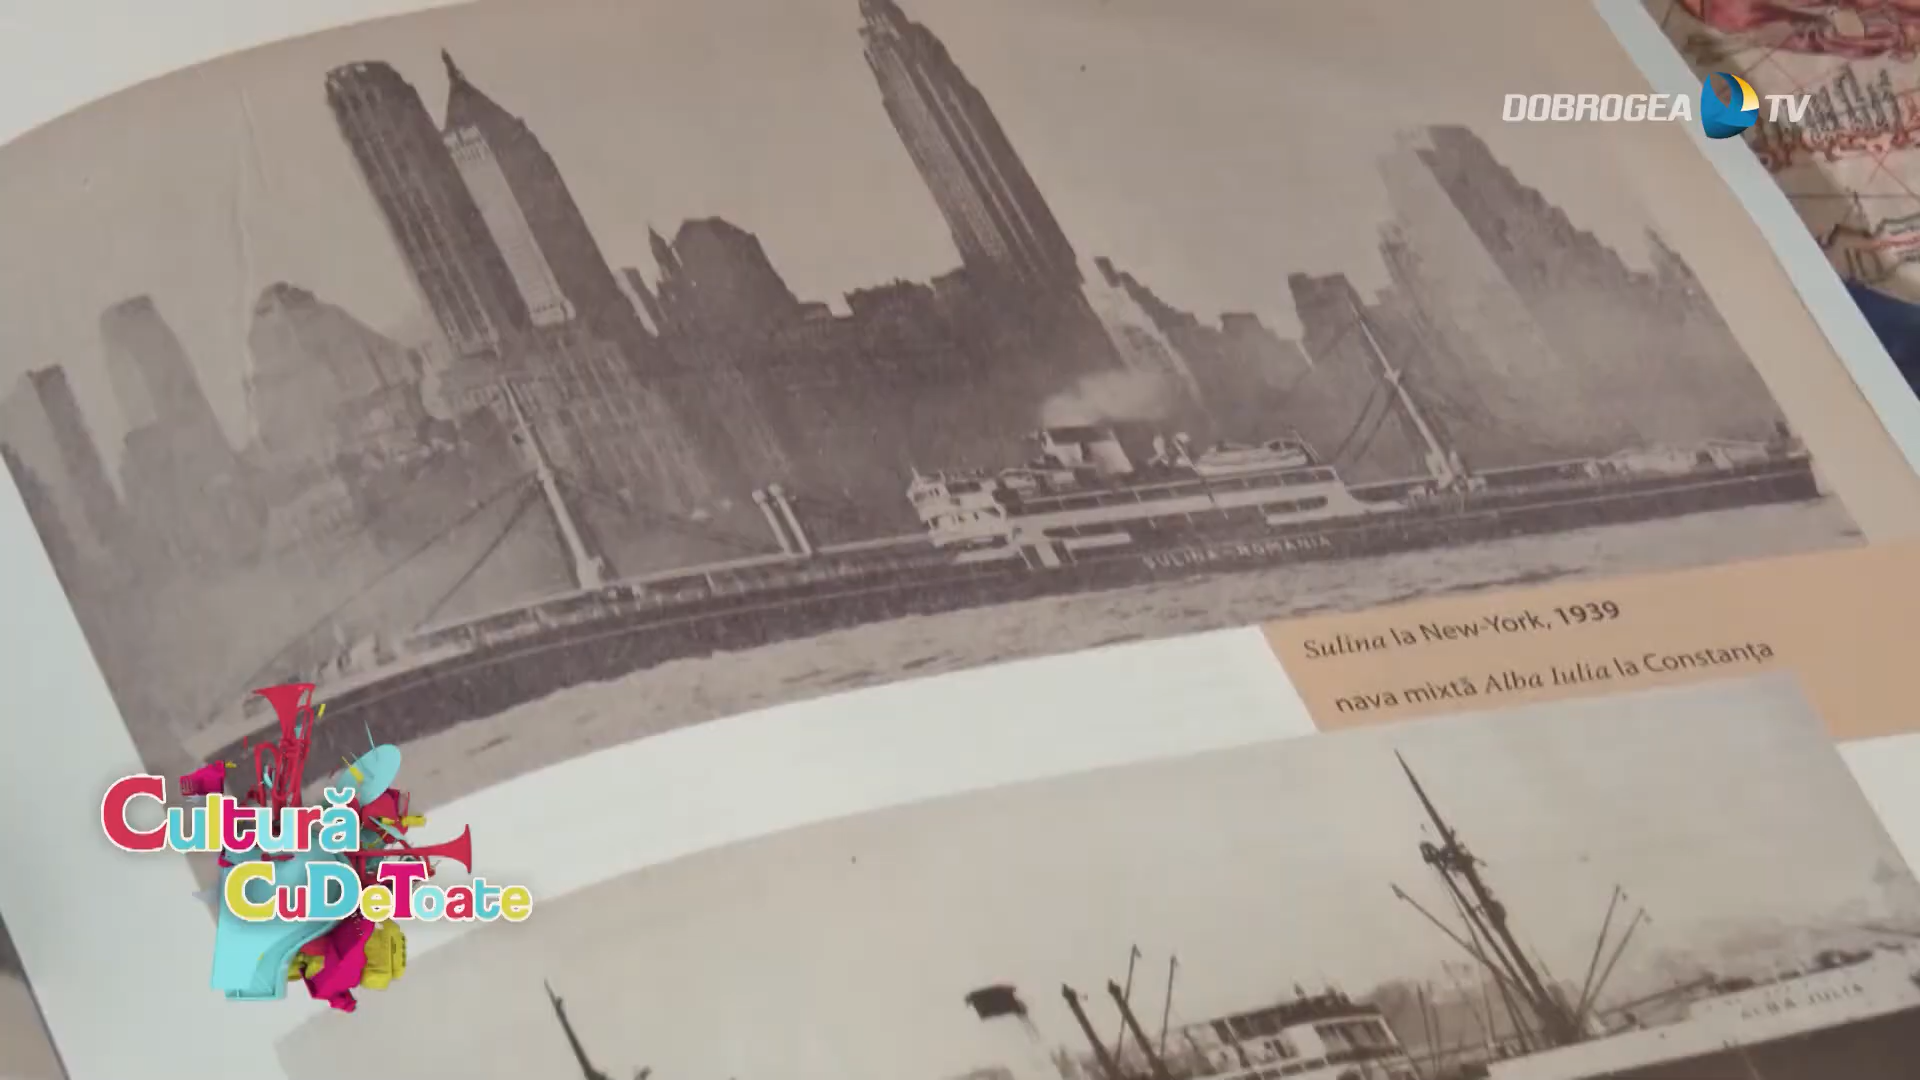 DOBROGEA TV
SULINA-ROMANIA
Sulina la New-York, 1939
nava mixtă Alba Iulia la Constanța
Cultură
CuDeToate
ALBA JULIA